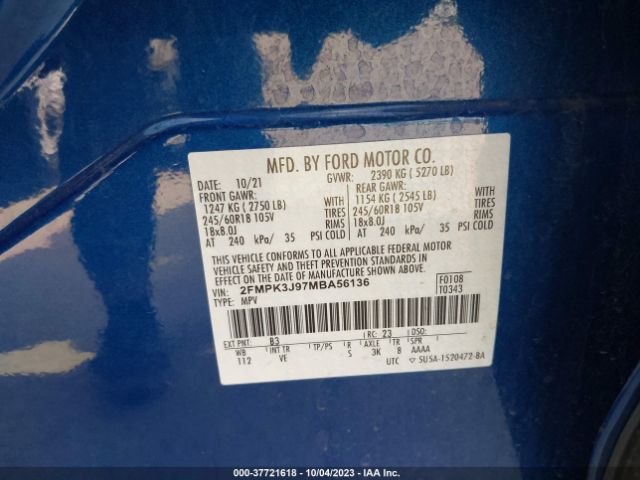 MFD. BY FORD MOTOR CO.
DATE: 10/21 GVWR: 2390 KG ( 5270 LB)
FRONT GAWR: REAR GAWR:
1247 KG ( 2750 LB) WITH 1154 KG ( 2545 LB) WITH
245/60R18 105V TIRES 245/60R18 105V TIRES
18x8.0J RIMS 18x8.0J RIMS
AT 240 kPa/ 35 PSI COLD AT 240 kPa/ 35 PSI COLD
THIS VEHICLE CONFORMS TO ALL APPLICABLE FEDERAL MOTOR
VEHICLE SAFETY AND THEFT PREVENTION STANDARDS IN
EFFECT ON THE DATE OF MANUFACTURE SHOWN ABOVE.
VIN: 2FMPK3J97MBA56136 F0108
TYPE: MPV T0343
EXT PNT: B3 RC: 23 DSO:
WB INT TR TP/PS R AXLE TR SPR
112 VE S 3K 8 AAAA
UTC 5U5A-1520472-BA
000-37721618 - 10/04/2023 - IAA Inc.